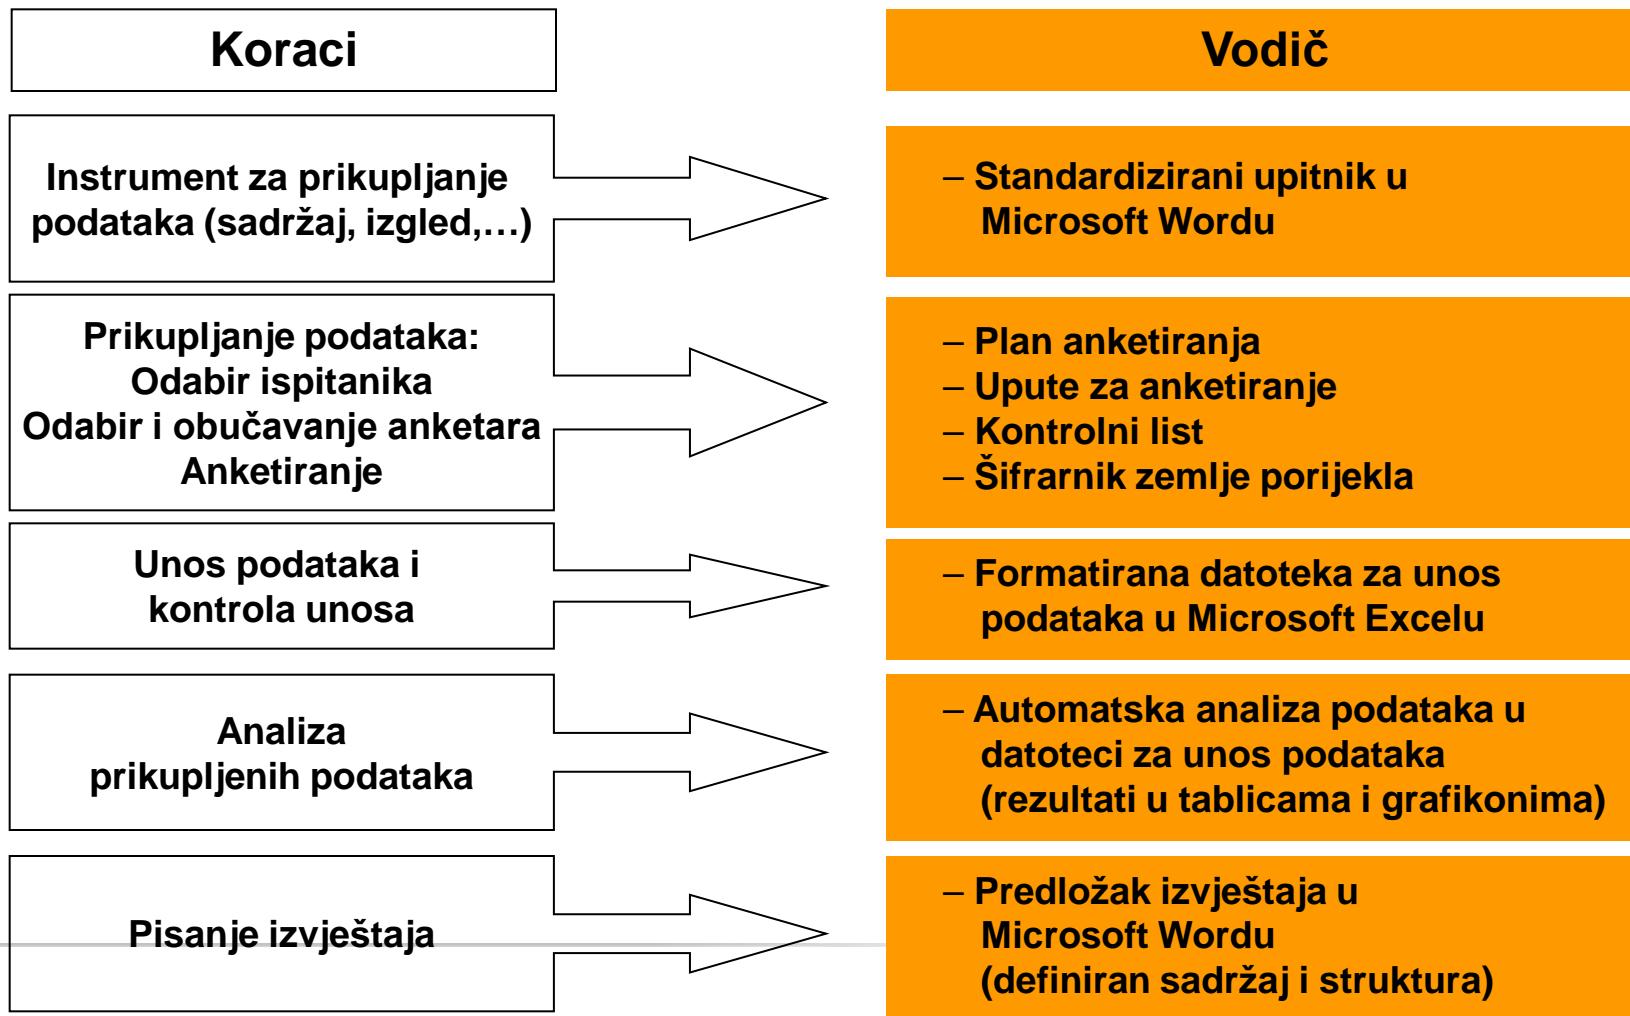 Koraci
Vodič
Instrument za prikupljanje
podataka (sadržaj, izgled,…)
– Standardizirani upitnik u
Microsoft Wordu
Prikupljanje podataka:
Odabir ispitanika
Odabir i obučavanje anketara
Anketiranje
– Plan anketiranja
– Upute za anketiranje
– Kontrolni list
– Šifrarnik zemlje porijekla
Unos podataka i
kontrola unosa
– Formatirana datoteka za unos
podataka u Microsoft Excelu
Analiza
prikupljenih podataka
– Automatska analiza podataka u
datoteci za unos podataka
(rezultati u tablicama i grafikonima)
Pisanje izvještaja
– Predložak izvještaja u
Microsoft Wordu
(definiran sadržaj i struktura)